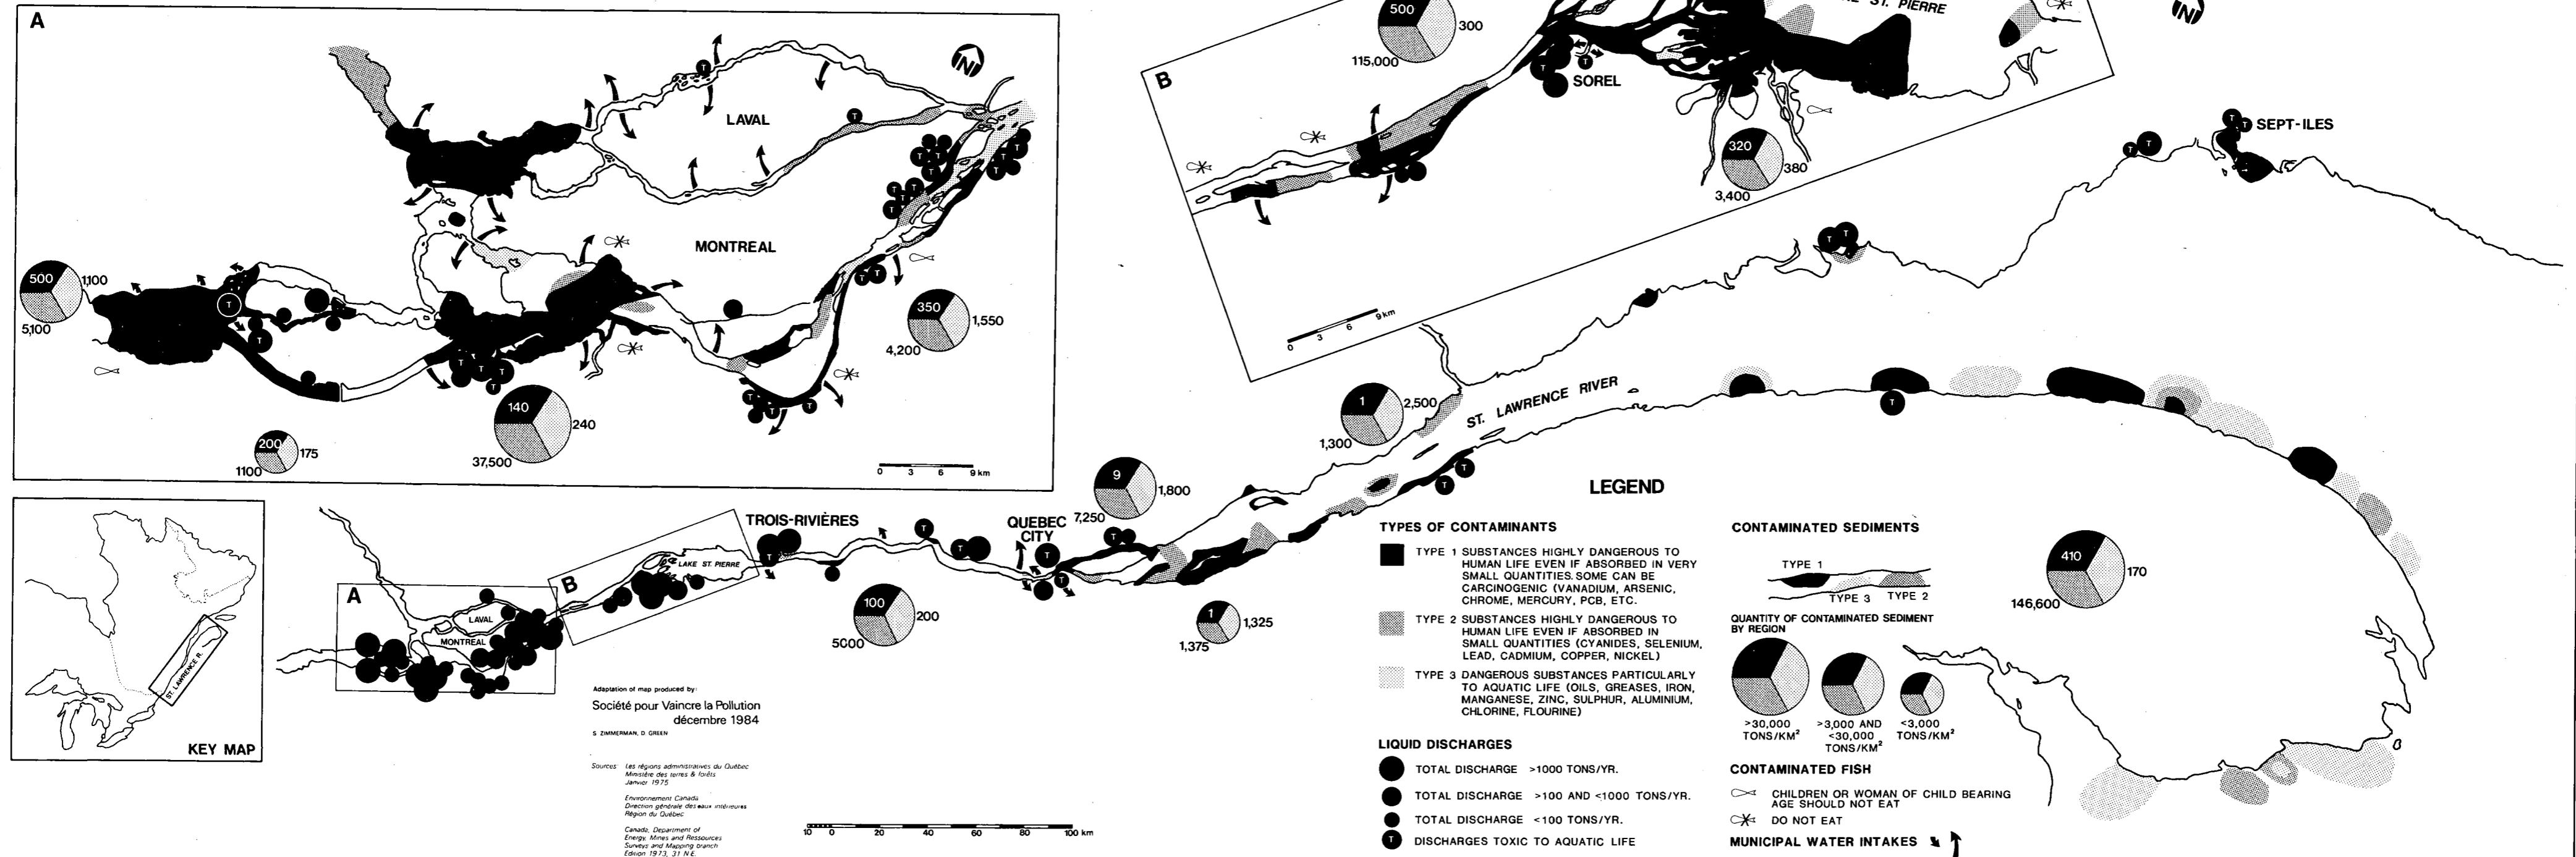 A
N
LAVAL
T
T
MONTREAL
500
1,100
5,100
T
T
350
1,550
4,200
140
240
37,500
200
175
1100
0 3 6 9 km
B
500
300
115,000
T
SOREL
ST. PIERRE
N
320
380
3,400
0 3 6 9 km
SEPT-ILES
ST. LAWRENCE RIVER
1
2,500
1,300
9
1,800
7,250
TROIS-RIVIÈRES
QUEBEC
CITY
B
LAKE ST. PIERRE
A
LAVAL
MONTREAL
100
200
5000
1
1,325
1,375
410
170
146,600
ST. LAWRENCE R.
KEY MAP
Adaptation of map produced by:
Société pour Vaincre la Pollution
décembre 1984
S. ZIMMERMAN, D. GREEN
Sources: Les régions administratives du Québec
Ministère des terres & forêts
Janvier 1975
Environnement Canada
Direction générale des eaux intérieures
Région du Québec
Canada, Department of
Energy, Mines and Ressources
Surveys and Mapping branch
Edition 1973, 31 N.E.
10 0 20 40 60 80 100 km
LEGEND
TYPES OF CONTAMINANTS
TYPE 1 SUBSTANCES HIGHLY DANGEROUS TO
HUMAN LIFE EVEN IF ABSORBED IN VERY
SMALL QUANTITIES. SOME CAN BE
CARCINOGENIC (VANADIUM, ARSENIC,
CHROME, MERCURY, PCB, ETC.
TYPE 2 SUBSTANCES HIGHLY DANGEROUS TO
HUMAN LIFE EVEN IF ABSORBED IN
SMALL QUANTITIES (CYANIDES, SELENIUM,
LEAD, CADMIUM, COPPER, NICKEL)
TYPE 3 DANGEROUS SUBSTANCES PARTICULARLY
TO AQUATIC LIFE (OILS, GREASES, IRON,
MANGANESE, ZINC, SULPHUR, ALUMINIUM,
CHLORINE, FLOURINE)
LIQUID DISCHARGES
TOTAL DISCHARGE >1000 TONS/YR.
TOTAL DISCHARGE >100 AND <1000 TONS/YR.
TOTAL DISCHARGE <100 TONS/YR.
T DISCHARGES TOXIC TO AQUATIC LIFE
CONTAMINATED SEDIMENTS
TYPE 1
TYPE 3 TYPE 2
QUANTITY OF CONTAMINATED SEDIMENT
BY REGION
>30,000
TONS/KM²
>3,000 AND
<30,000
TONS/KM²
<3,000
TONS/KM²
CONTAMINATED FISH
CHILDREN OR WOMAN OF CHILD BEARING
AGE SHOULD NOT EAT
DO NOT EAT
MUNICIPAL WATER INTAKES